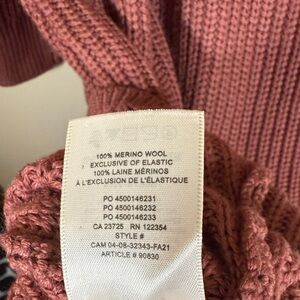 100% MERINO WOOL
EXCLUSIVE OF ELASTIC
100% LAINE MÉRINOS
À L'EXCLUSION DE L'ÉLASTIQUE
PO 4500146231
PO 4500146232
PO 4500146233
CA 23725 RN 122354
STYLE #
CAM 04-08-32343-FA21
ARTICLE # 90830